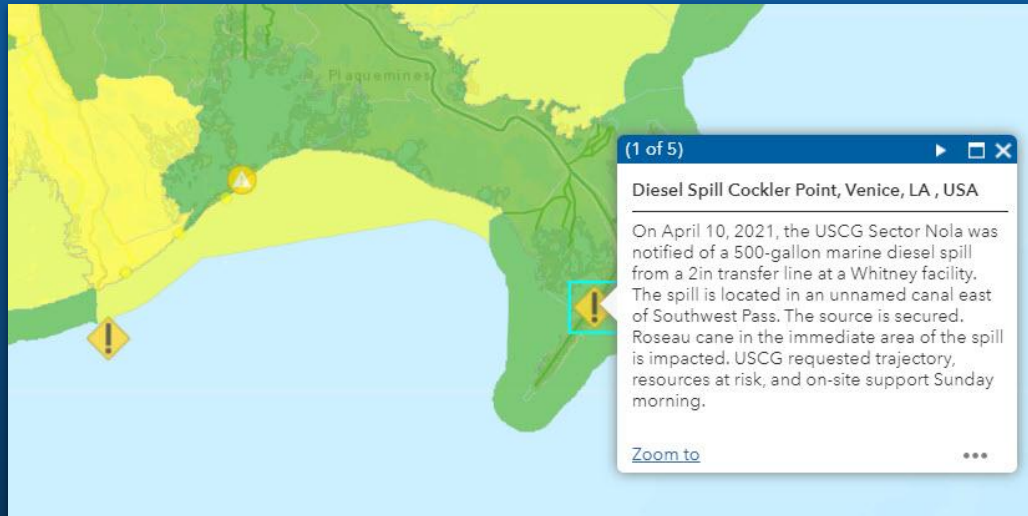 Plaquemines
(1 of 5)
Diesel Spill Cockler Point, Venice, LA , USA
On April 10, 2021, the USCG Sector Nola was
notified of a 500-gallon marine diesel spill
from a 2in transfer line at a Whitney facility.
The spill is located in an unnamed canal east
of Southwest Pass. The source is secured.
Roseau cane in the immediate area of the spill
is impacted. USCG requested trajectory,
resources at risk, and on-site support Sunday
morning.
Zoom to